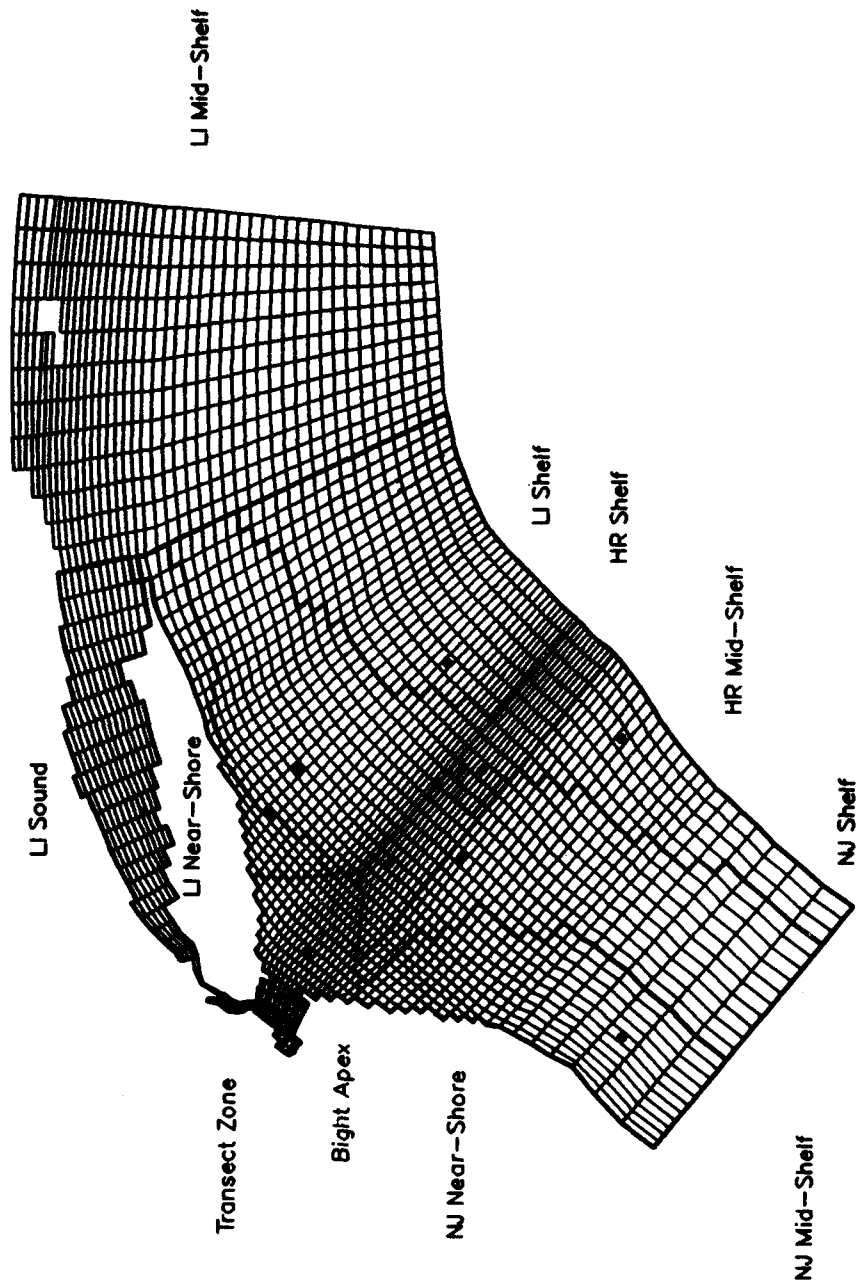 LI Mid-Shelf
LI Sound
LI Near-Shore
LI Shelf
HR Shelf
HR Mid-Shelf
NJ Shelf
Transect Zone
Bight Apex
NJ Near-Shore
NJ Mid-Shelf